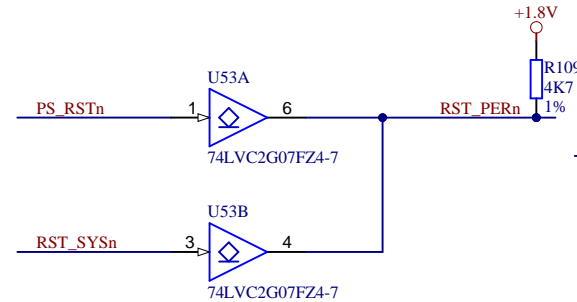 +1.8V
R109
4K7
1%
U53A
PS_RSTn
1
6
RST_PERn
74LVC2G07FZ4-7
U53B
RST_SYSn
3
4
74LVC2G07FZ4-7